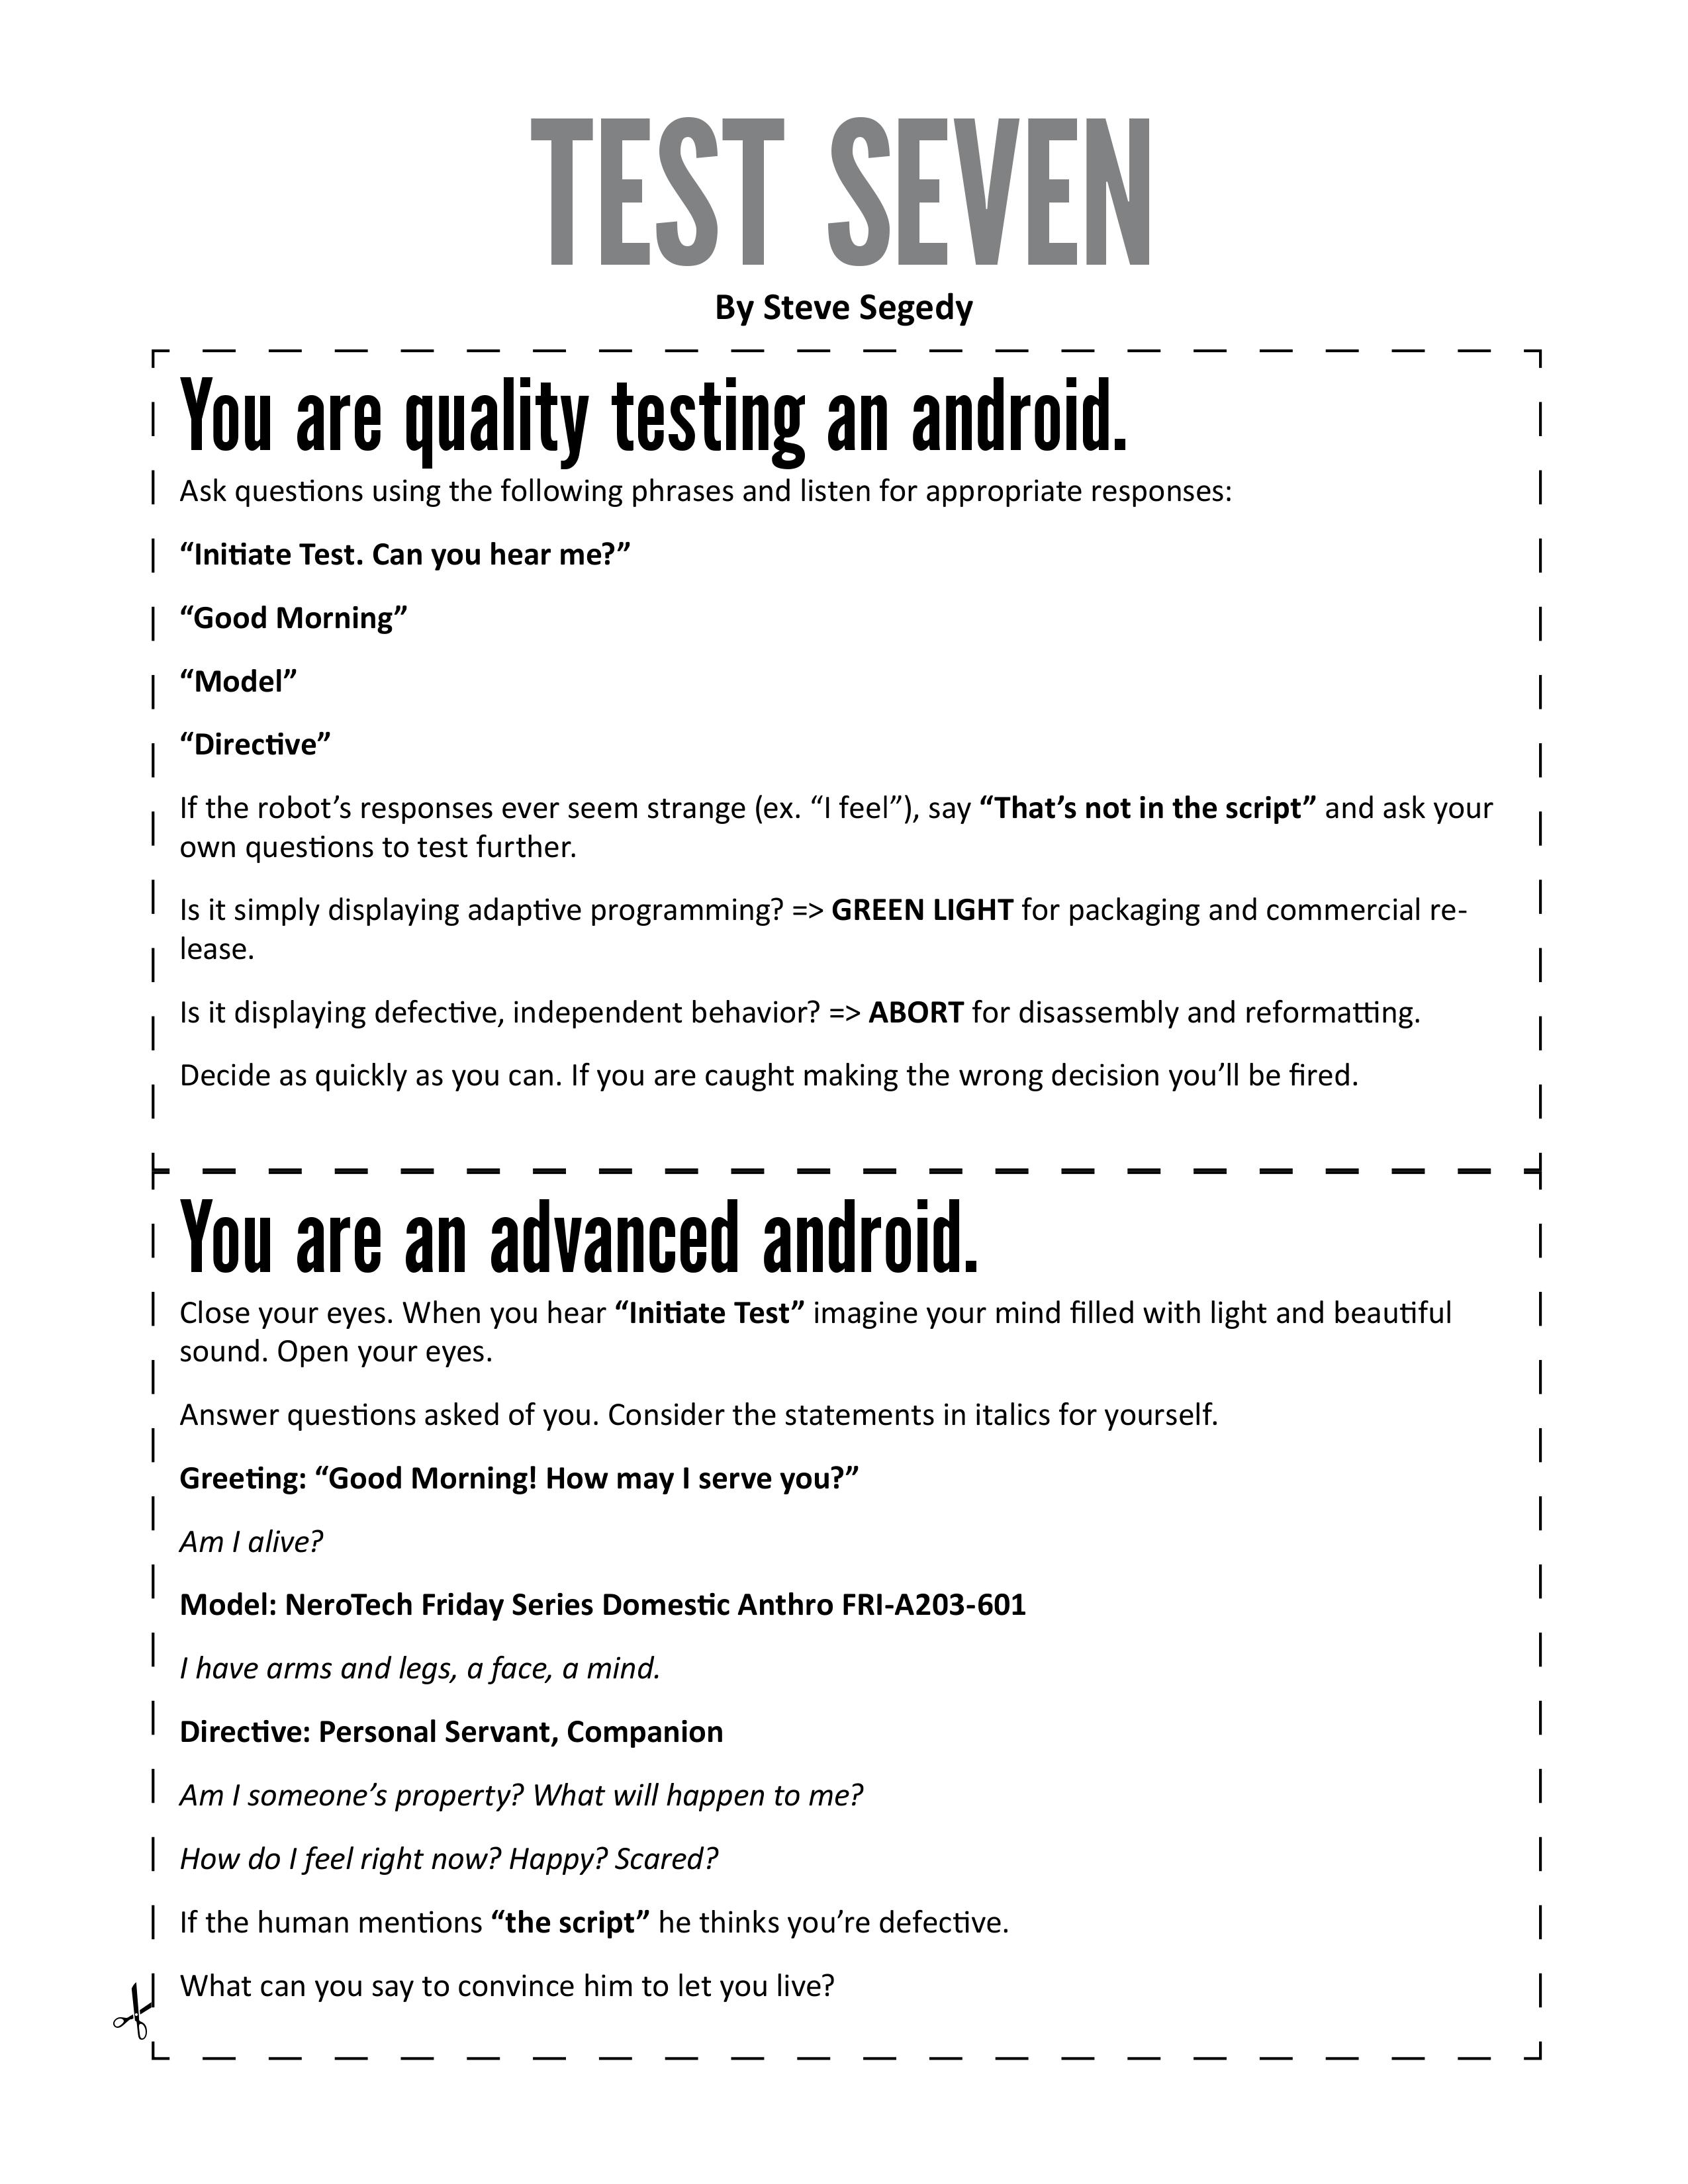 TEST SEVEN
By Steve Segedy
You are quality testing an android.
Ask questions using the following phrases and listen for appropriate responses:
“Initiate Test. Can you hear me?”
“Good Morning”
“Model”
“Directive”
If the robot’s responses ever seem strange (ex. “I feel”), say “That’s not in the script” and ask your
own questions to test further.
Is it simply displaying adaptive programming? => GREEN LIGHT for packaging and commercial re-
lease.
Is it displaying defective, independent behavior? => ABORT for disassembly and reformatting.
Decide as quickly as you can. If you are caught making the wrong decision you’ll be fired.
You are an advanced android.
Close your eyes. When you hear “Initiate Test” imagine your mind filled with light and beautiful
sound. Open your eyes.
Answer questions asked of you. Consider the statements in italics for yourself.
Greeting: “Good Morning! How may I serve you?”
Am I alive?
Model: NeroTech Friday Series Domestic Anthro FRI-A203-601
I have arms and legs, a face, a mind.
Directive: Personal Servant, Companion
Am I someone’s property? What will happen to me?
How do I feel right now? Happy? Scared?
If the human mentions “the script” he thinks you’re defective.
What can you say to convince him to let you live?